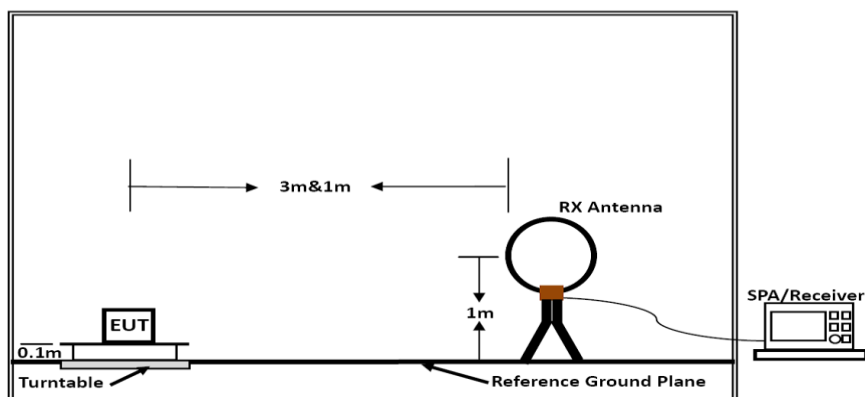 3m&1m
RX Antenna
SPA/Receiver
1m
EUT
0.1m
Turntable
Reference Ground Plane